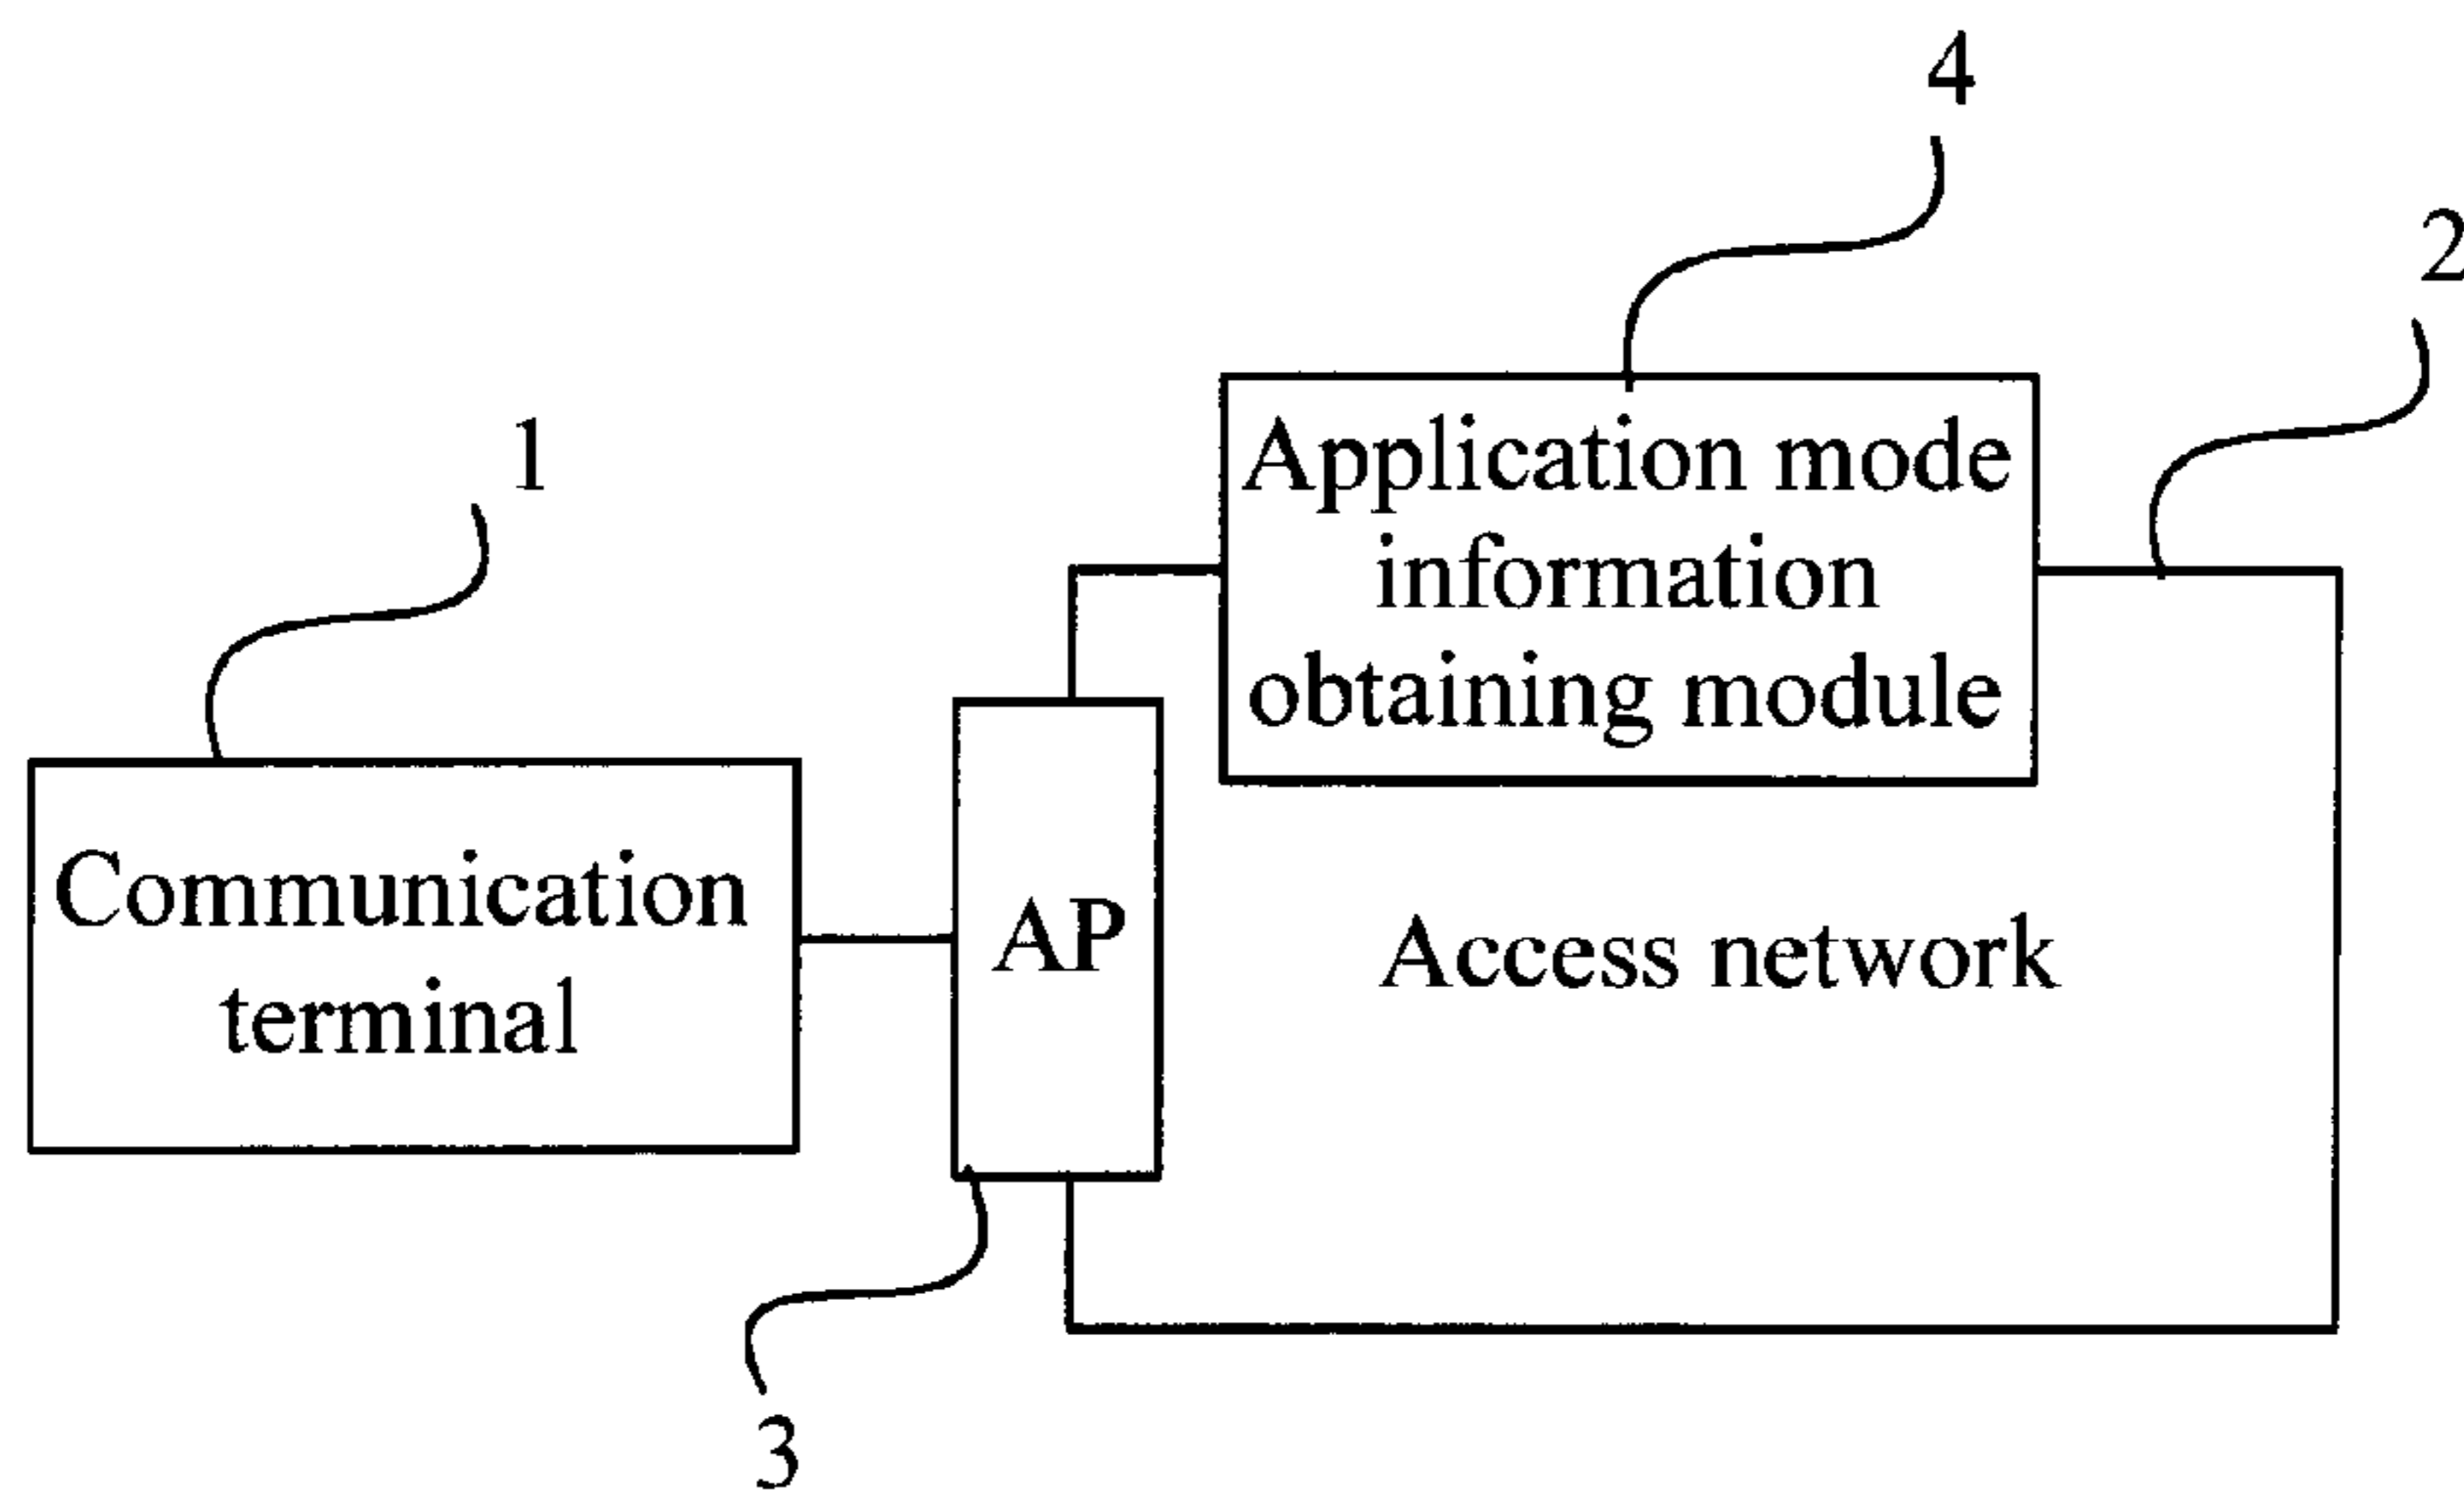 4
2
1
Application mode
information
obtaining module
Communication
terminal
AP
Access network
3